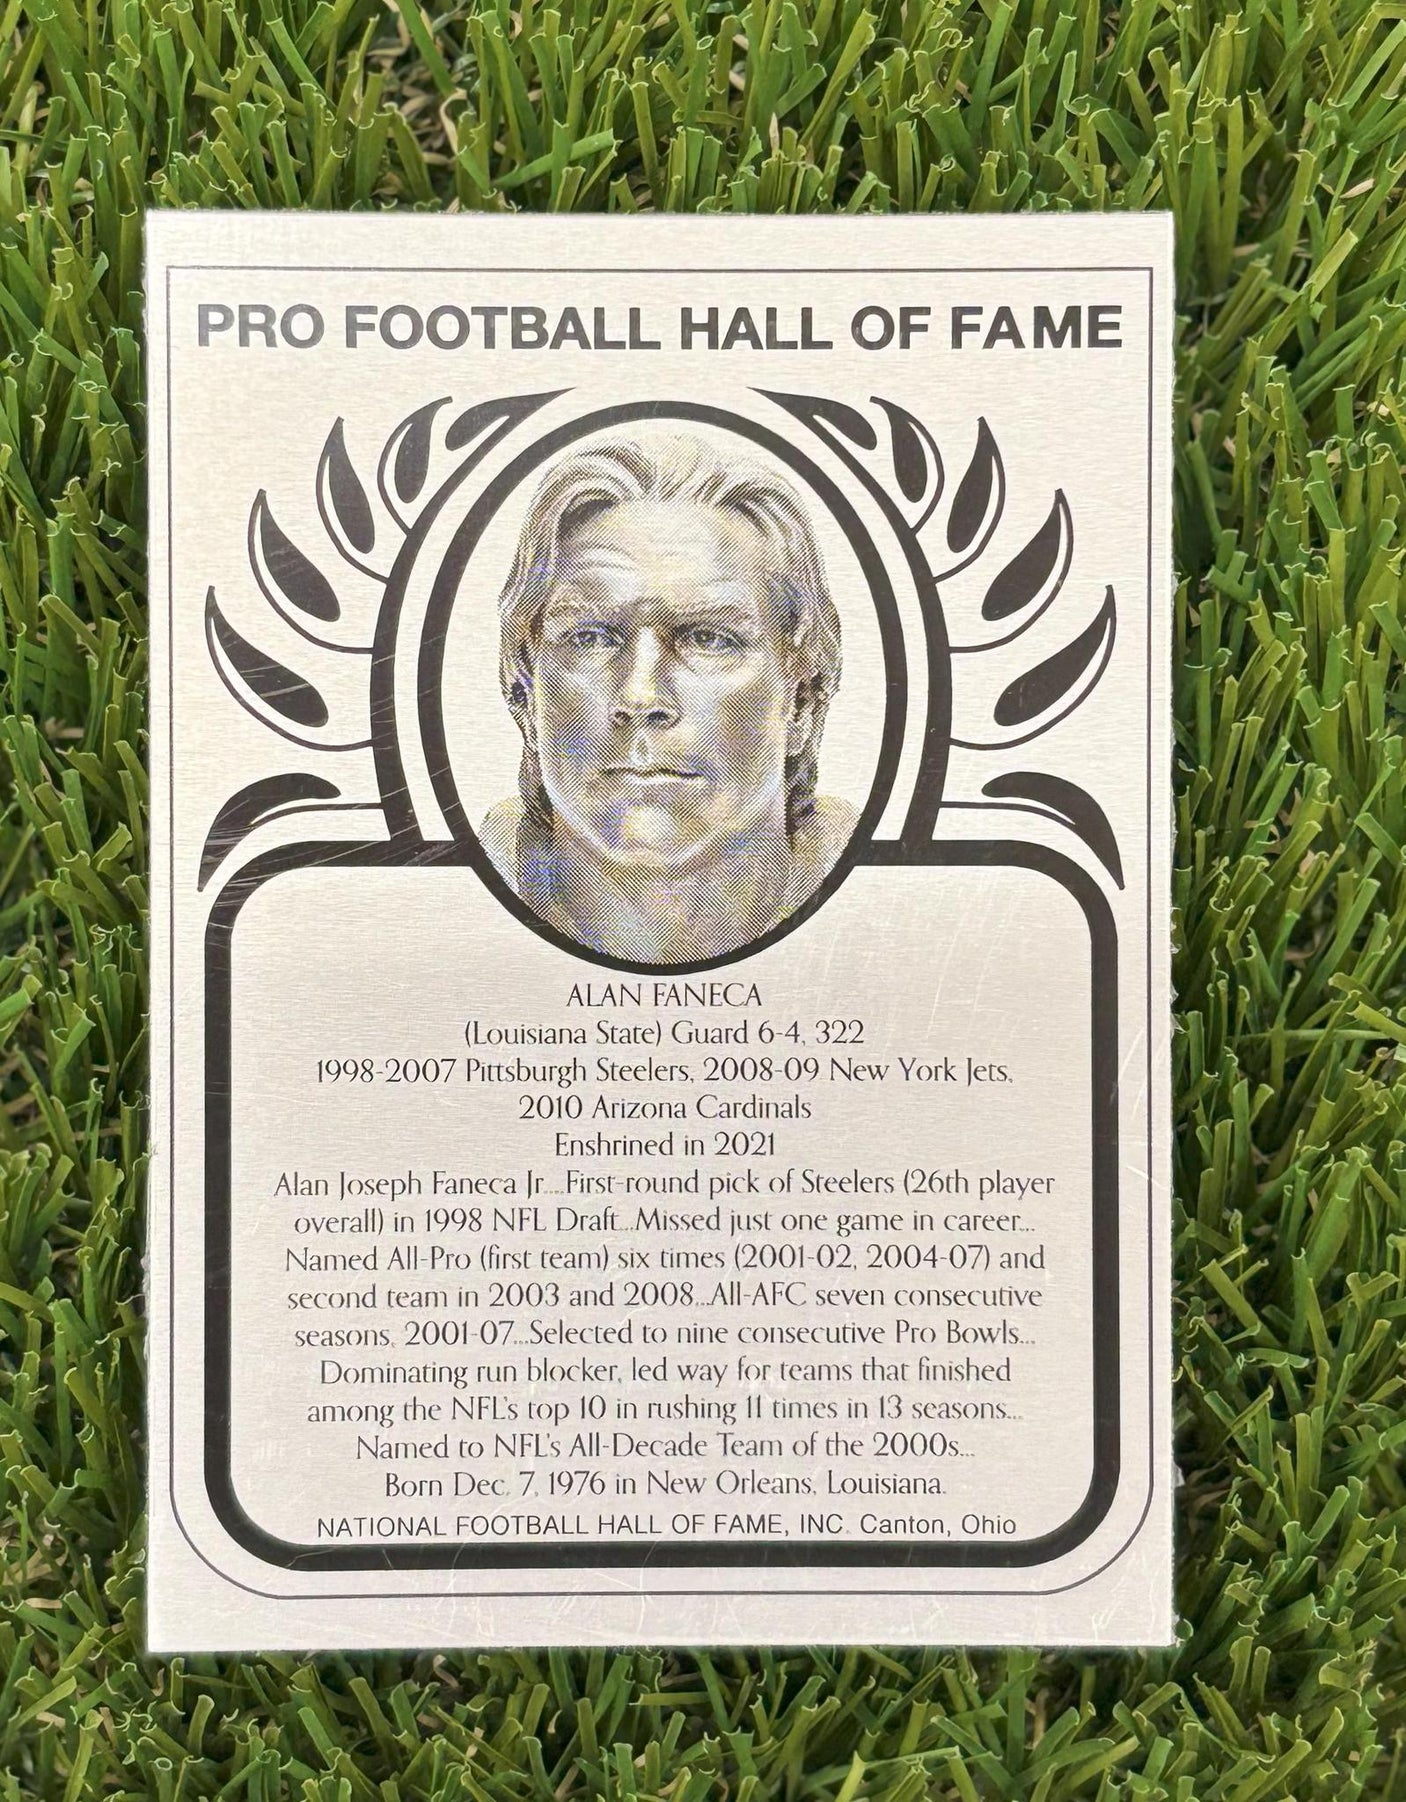 PRO FOOTBALL HALL OF FAME
ALAN FANECA
(Louisiana State) Guard 6-4, 322
1998-2007 Pittsburgh Steelers, 2008-09 New York Jets,
2010 Arizona Cardinals
Enshrined in 2021
Alan Joseph Faneca Jr....First-round pick of Steelers (26th player
overall) in 1998 NFL Draft...Missed just one game in career...
Named All-Pro (first team) six times (2001-02, 2004-07) and
second team in 2003 and 2008...All-AFC seven consecutive
seasons, 2001-07...Selected to nine consecutive Pro Bowls...
Dominating run blocker, led way for teams that finished
among the NFL's top 10 in rushing 11 times in 13 seasons...
Named to NFL's All-Decade Team of the 2000s...
Born Dec. 7, 1976 in New Orleans, Louisiana.
NATIONAL FOOTBALL HALL OF FAME, INC. Canton, Ohio